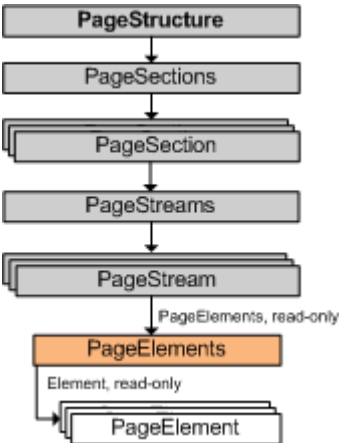 PageStructure
PageSections
PageSection
PageStreams
PageStream
PageElements, read-only
PageElements
Element, read-only
PageElement